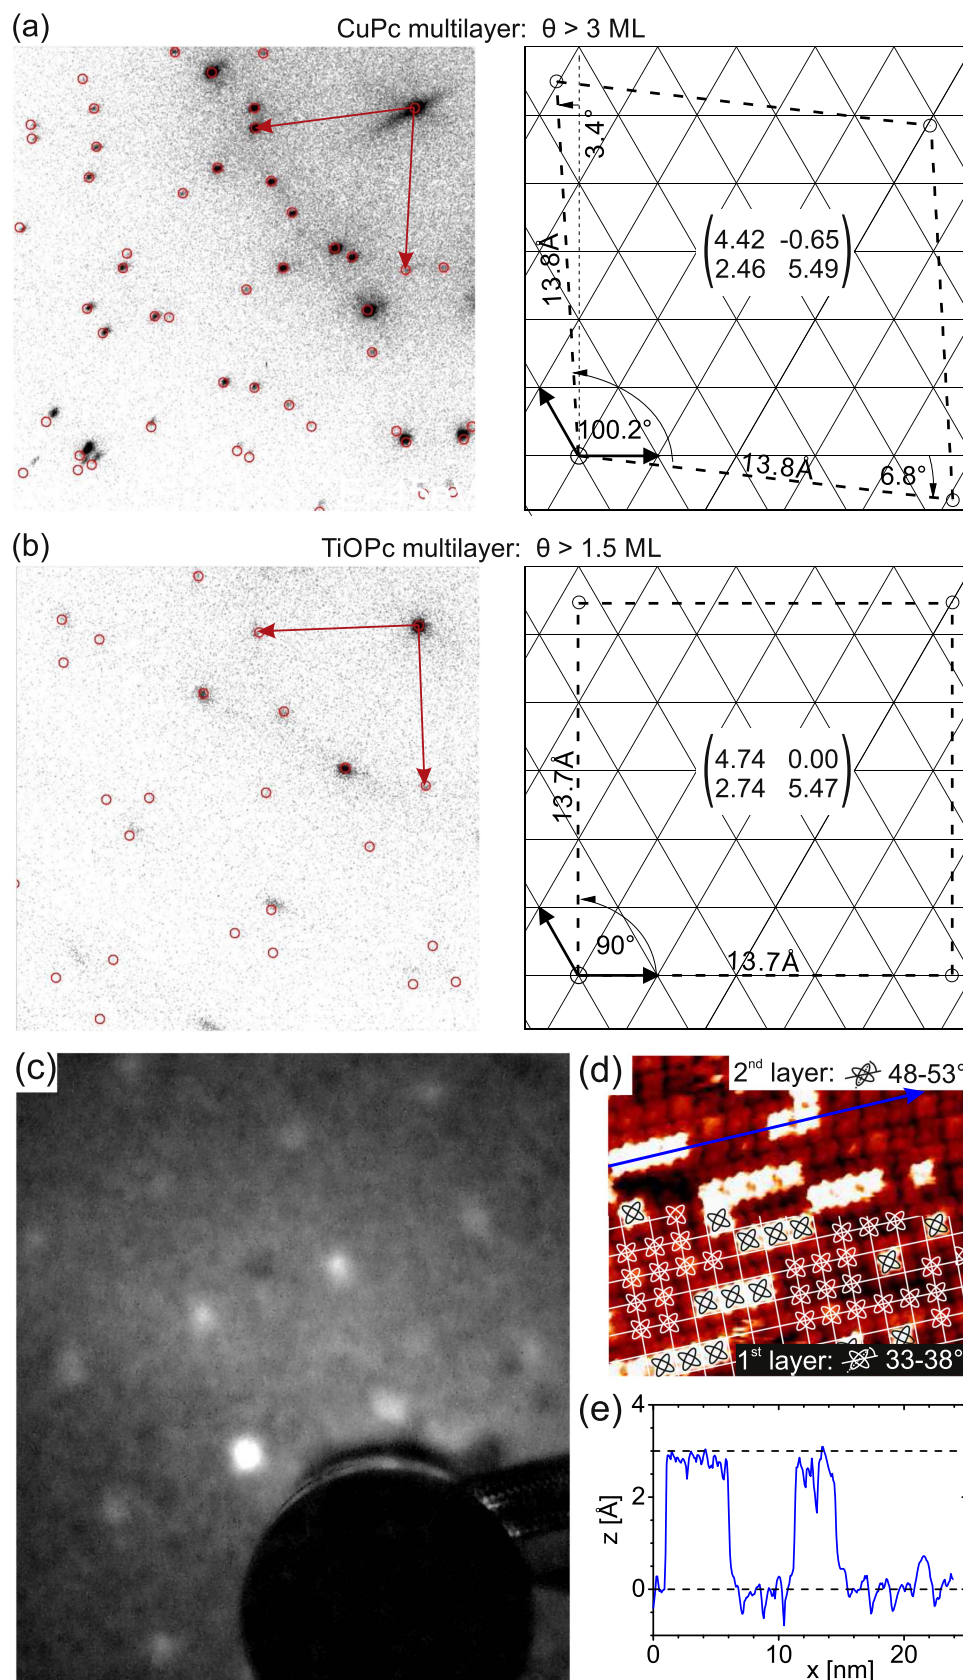 (a)
CuPc multilayer: θ > 3 ML
3.4°
13.8Å
4.42 -0.65
2.46 5.49
100.2°
13.8Å
6.8°
(b)
TiOPc multilayer: θ > 1.5 ML
13.7Å
4.74 0.00
2.74 5.47
90°
13.7Å
(c)
(d)
2nd layer: 48-53°
1st layer: 33-38°
(e)
4
2
0
z [Å]
0 10 20
x [nm]